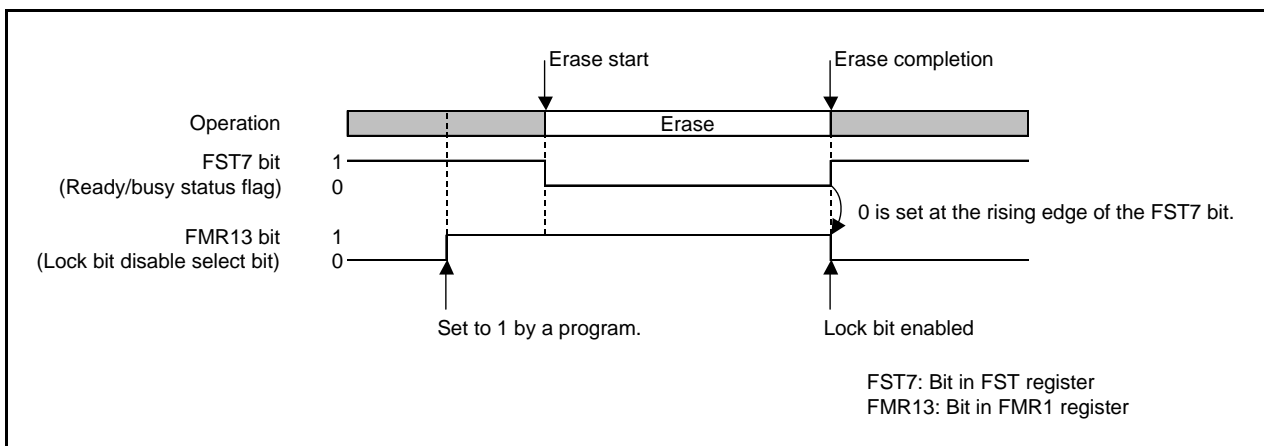 Erase start
Erase completion
Operation
Erase
FST7 bit
1
(Ready/busy status flag)
0
0 is set at the rising edge of the FST7 bit.
FMR13 bit
1
(Lock bit disable select bit)
0
Set to 1 by a program.
Lock bit enabled
FST7: Bit in FST register
FMR13: Bit in FMR1 register